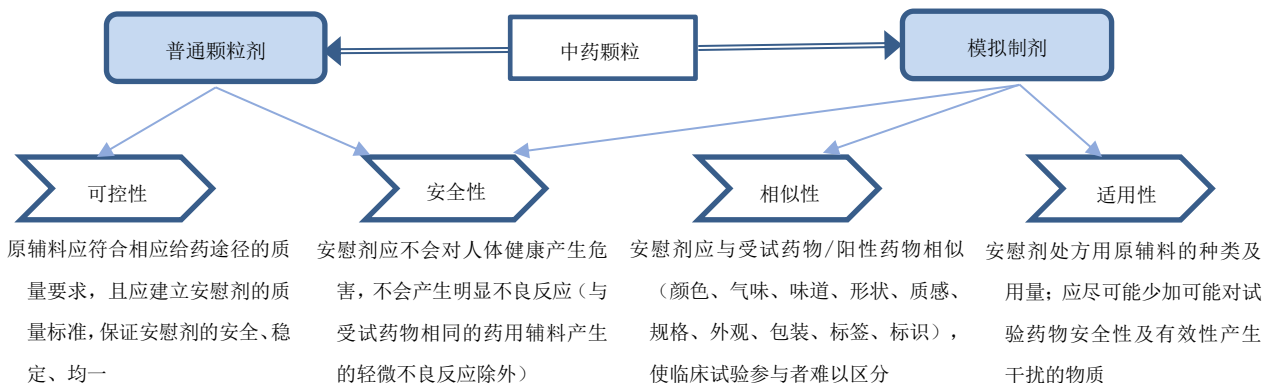 普通颗粒剂
中药颗粒
模拟制剂
可控性
安全性
相似性
适用性
原辅料应符合相应给药途径的质
量要求，且应建立安慰剂的质
量标准，保证安慰剂的安全、稳
定、均一
安慰剂应不会对人体健康产生危
害，不会产生明显不良反应（与
受试药物相同的药用辅料产生
的轻微不良反应除外）
安慰剂应与受试药物/阳性药物相似
（颜色、气味、味道、形状、质感、
规格、外观、包装、标签、标识），
使临床试验参与者难以区分
安慰剂处方用原辅料的种类及
用量；应尽可能少加可能对试
验药物安全性及有效性产生
干扰的物质